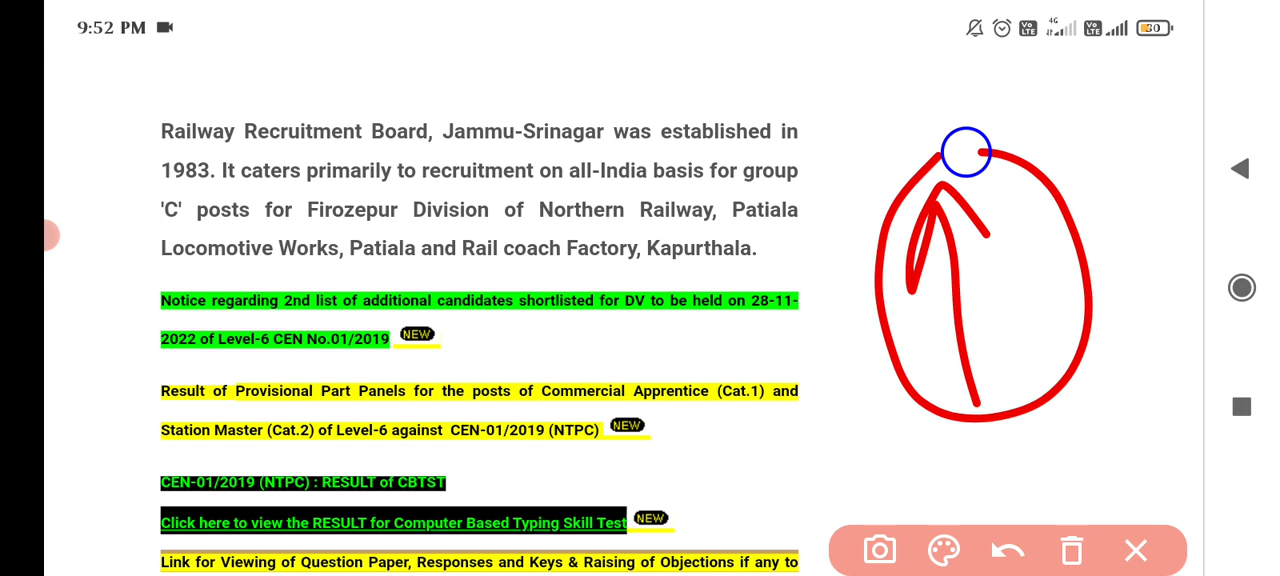 9:52 PM
4G
Vo LTE
Vo LTE
30
Railway Recruitment Board, Jammu-Srinagar was established in
1983. It caters primarily to recruitment on all-India basis for group
'C' posts for Firozepur Division of Northern Railway, Patiala
Locomotive Works, Patiala and Rail coach Factory, Kapurthala.
Notice regarding 2nd list of additional candidates shortlisted for DV to be held on 28-11-
2022 of Level-6 CEN No.01/2019 NEW
Result of Provisional Part Panels for the posts of Commercial Apprentice (Cat.1) and
Station Master (Cat.2) of Level-6 against CEN-01/2019 (NTPC) NEW
CEN-01/2019 (NTPC) : RESULT of CBTST
Click here to view the RESULT for Computer Based Typing Skill Test NEW
Link for Viewing of Question Paper, Responses and Keys & Raising of Objections if any to